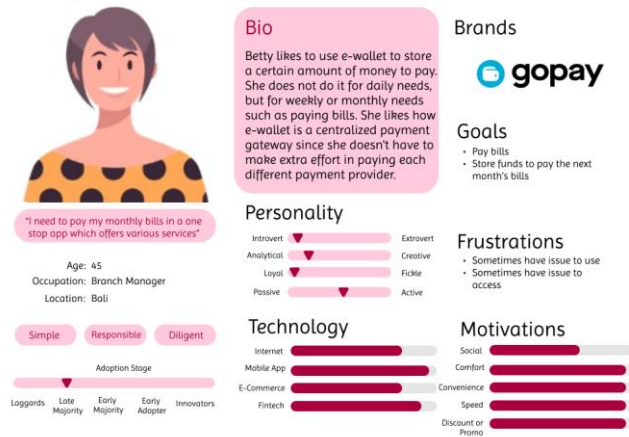 Bio
Betty likes to use e-wallet to store
a certain amount of money to pay.
She does not do it for daily needs,
but for weekly or monthly needs
such as paying bills. She likes how
e-wallet is a centralized payment
gateway since she doesn't have to
make extra effort in paying each
different payment provider.
Brands
gopay
Goals
• Pay bills
• Store funds to pay the next
month's bills
"I need to pay my monthly bills in a one
stop app which offers various services"
Age: 45
Occupation: Branch Manager
Location: Bali
Simple Responsible Diligent
Adoption Stage
Laggards Late Majority Early Majority Early Adopter Innovators
Personality
Introvert Extrovert
Analytical Creative
Loyal Fickle
Passive Active
Frustrations
• Sometimes have issue to use
• Sometimes have issue to
access
Technology
Internet
Mobile App
E-Commerce
Fintech
Motivations
Social
Comfort
Convenience
Speed
Discount or
Promo